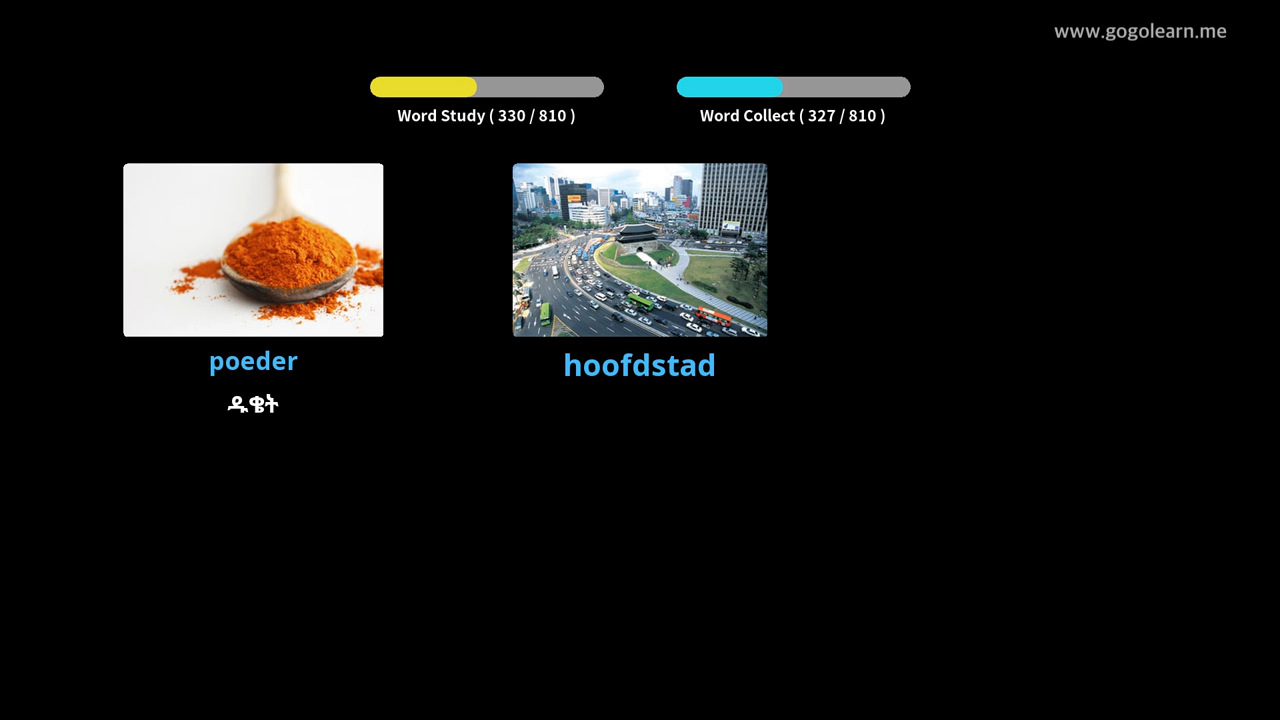 www.gogolearn.me
Word Study ( 330 / 810 )
Word Collect ( 327 / 810 )
poeder
ዱቄት
hoofdstad